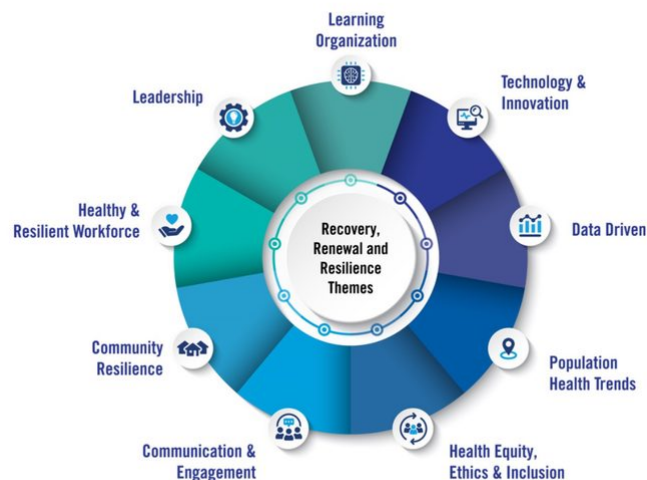 Learning
Organization
Technology &
Innovation
Data Driven
Population
Health Trends
Health Equity,
Ethics & Inclusion
Communication &
Engagement
Community
Resilience
Healthy &
Resilient Workforce
Leadership
Recovery,
Renewal and
Resilience
Themes